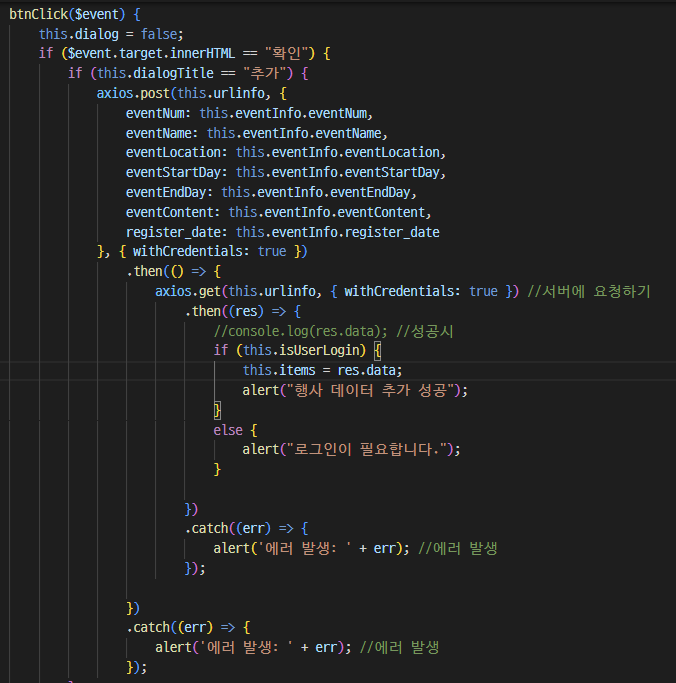 btnClick($event) {
this.dialog = false;
if ($event.target.innerHTML == "확인") {
if (this.dialogTitle == "추가") {
axios.post(this.urlinfo, {
eventNum: this.eventInfo.eventNum,
eventName: this.eventInfo.eventName,
eventLocation: this.eventInfo.eventLocation,
eventStartDay: this.eventInfo.eventStartDay,
eventEndDay: this.eventInfo.eventEndDay,
eventContent: this.eventInfo.eventContent,
register_date: this.eventInfo.register_date
}, { withCredentials: true })
.then(() => {
axios.get(this.urlinfo, { withCredentials: true }) //서버에 요청하기
.then((res) => {
//console.log(res.data); //성공시
if (this.isUserLogin) {
this.items = res.data;
alert("행사 데이터 추가 성공");
}
else {
alert("로그인이 필요합니다.");
}
})
.catch((err) => {
alert('에러 발생: ' + err); //에러 발생
});
})
.catch((err) => {
alert('에러 발생: ' + err); //에러 발생
});